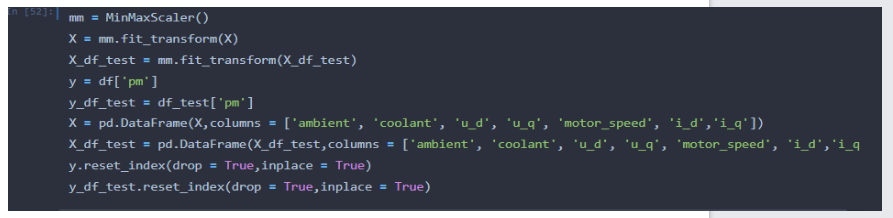 In [52]:
mm = MinMaxScaler()
X = mm.fit_transform(X)
X_df_test = mm.fit_transform(X_df_test)
y = df['pm']
y_df_test = df_test['pm']
X = pd.DataFrame(X,columns = ['ambient', 'coolant', 'u_d', 'u_q', 'motor_speed', 'i_d','i_q'])
X_df_test = pd.DataFrame(X_df_test,columns = ['ambient', 'coolant', 'u_d', 'u_q', 'motor_speed', 'i_d','i_q
y.reset_index(drop = True,inplace = True)
y_df_test.reset_index(drop = True,inplace = True)